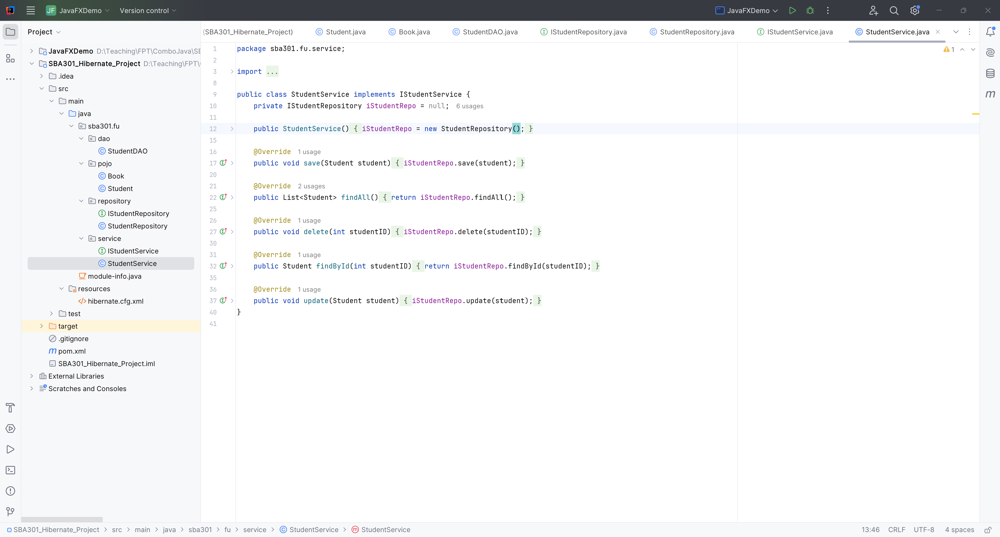 JF JavaFXDemo Version control JavaFXDemo
Project
JavaFXDemo D:\Teaching\FPT\ComboJava\SE
SBA301_Hibernate_Project D:\Teaching\FPT\
.idea
src
main
java
sba301.fu
dao
StudentDAO
pojo
Book
Student
repository
IStudentRepository
StudentRepository
service
IStudentService
StudentService
module-info.java
resources
hibernate.cfg.xml
test
target
.gitignore
pom.xml
SBA301_Hibernate_Project.iml
External Libraries
Scratches and Consoles
(SBA301_Hibernate_Project) Student.java Book.java StudentDAO.java IStudentRepository.java StudentRepository.java IStudentService.java StudentService.java
1 package sba301.fu.service; 1
2
3 import ...
8
9 public class StudentService implements IStudentService {
10 private IStudentRepository iStudentRepo = null; 6 usages
11
12 public StudentService() { iStudentRepo = new StudentRepository(); }
15
16 @Override 1 usage
17 public void save(Student student) { iStudentRepo.save(student); }
20
21 @Override 2 usages
22 public List<Student> findAll() { return iStudentRepo.findAll(); }
25
26 @Override 1 usage
27 public void delete(int studentID) { iStudentRepo.delete(studentID); }
30
31 @Override 1 usage
32 public Student findById(int studentID) { return iStudentRepo.findById(studentID); }
35
36 @Override 1 usage
37 public void update(Student student) { iStudentRepo.update(student); }
40 }
41
SBA301_Hibernate_Project > src > main > java > sba301 > fu > service > StudentService > StudentService 13:46 CRLF UTF-8 4 spaces